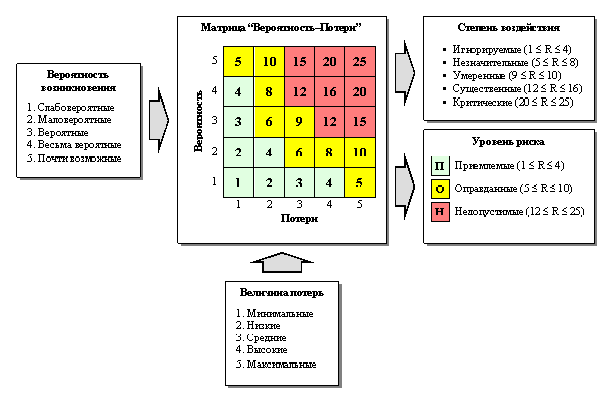 Вероятность
возникновения
1. Слабовероятные
2. Маловероятные
3. Вероятные
4. Весьма вероятные
5. Почти возможные
Матрица “Вероятность–Потери”
Вероятность
5 5 10 15 20 25
4 4 8 12 16 20
3 3 6 9 12 15
2 2 4 6 8 10
1 1 2 3 4 5
1 2 3 4 5
Потери
Величина потерь
1. Минимальные
2. Низкие
3. Средние
4. Высокие
5. Максимальные
Степень воздействия
• Игнорируемые (1 ≤ R ≤ 4)
• Незначительные (5 ≤ R ≤ 8)
• Умеренные (9 ≤ R ≤ 10)
• Существенные (12 ≤ R ≤ 16)
• Критические (20 ≤ R ≤ 25)
Уровень риска
П Приемлемые (1 ≤ R ≤ 4)
О Оправданные (5 ≤ R ≤ 10)
Н Недопустимые (12 ≤ R ≤ 25)